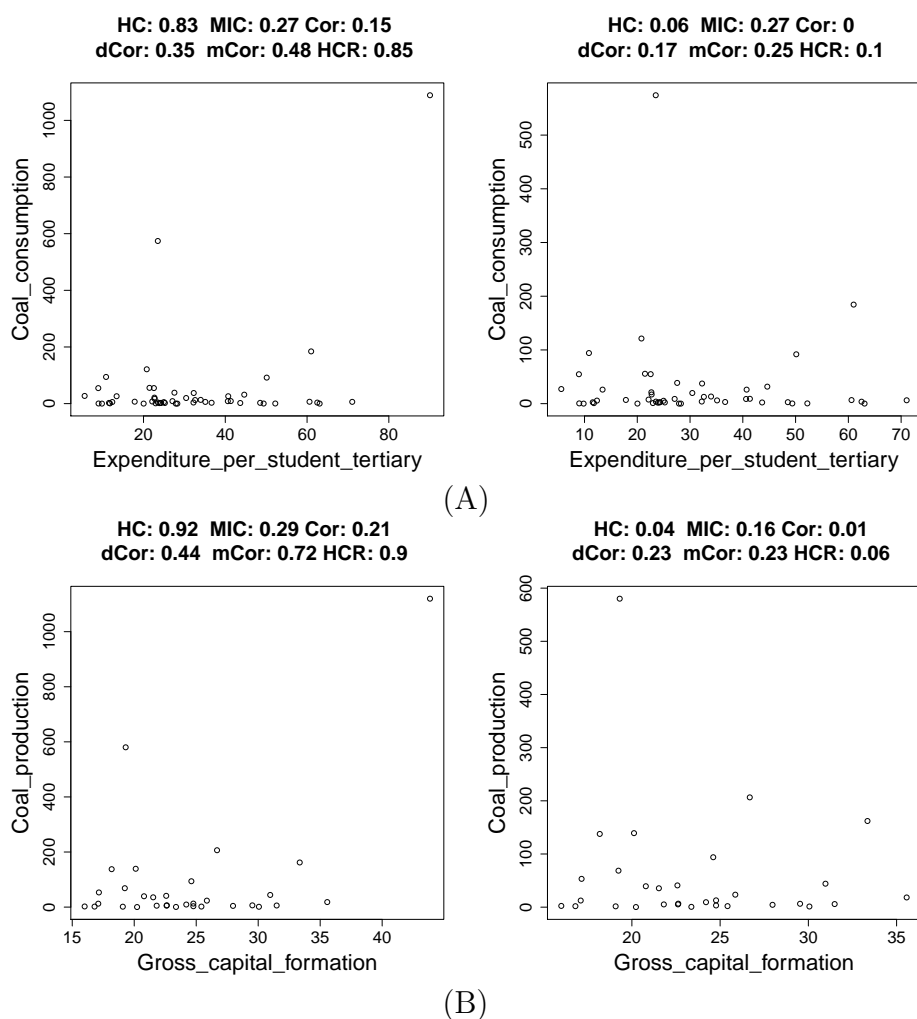 HC: 0.83 MIC: 0.27 Cor: 0.15
dCor: 0.35 mCor: 0.48 HCR: 0.85
Coal_consumption
0 200 400 600 800 1000
20 40 60 80
Expenditure_per_student_tertiary
HC: 0.06 MIC: 0.27 Cor: 0
dCor: 0.17 mCor: 0.25 HCR: 0.1
Coal_consumption
0 100 200 300 400 500
10 20 30 40 50 60 70
Expenditure_per_student_tertiary
(A)
HC: 0.92 MIC: 0.29 Cor: 0.21
dCor: 0.44 mCor: 0.72 HCR: 0.9
Coal_production
0 200 400 600 800 1000
15 20 25 30 35 40
Gross_capital_formation
HC: 0.04 MIC: 0.16 Cor: 0.01
dCor: 0.23 mCor: 0.23 HCR: 0.06
Coal_production
0 100 200 300 400 500 600
20 25 30 35
Gross_capital_formation
(B)